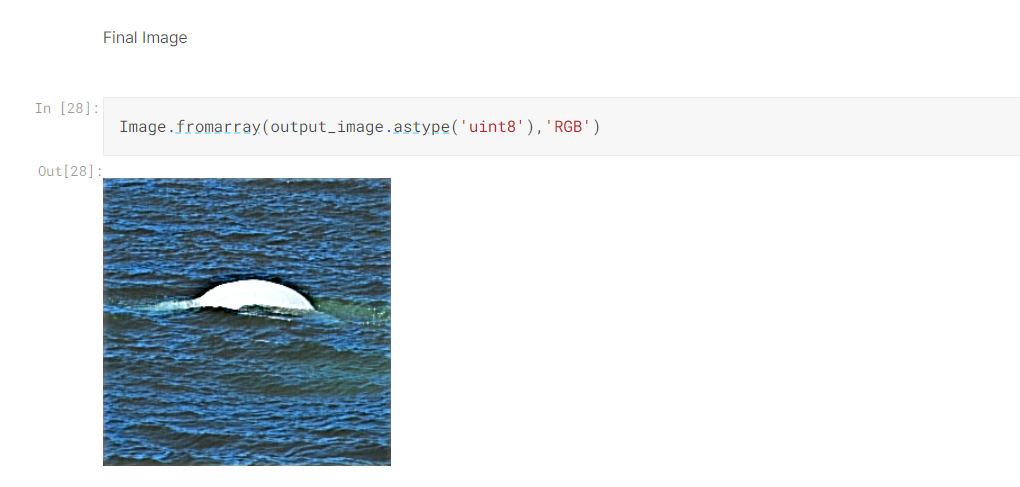 Final Image
In [28]:
Image.fromarray(output_image.astype('uint8'),'RGB')
Out[28]: